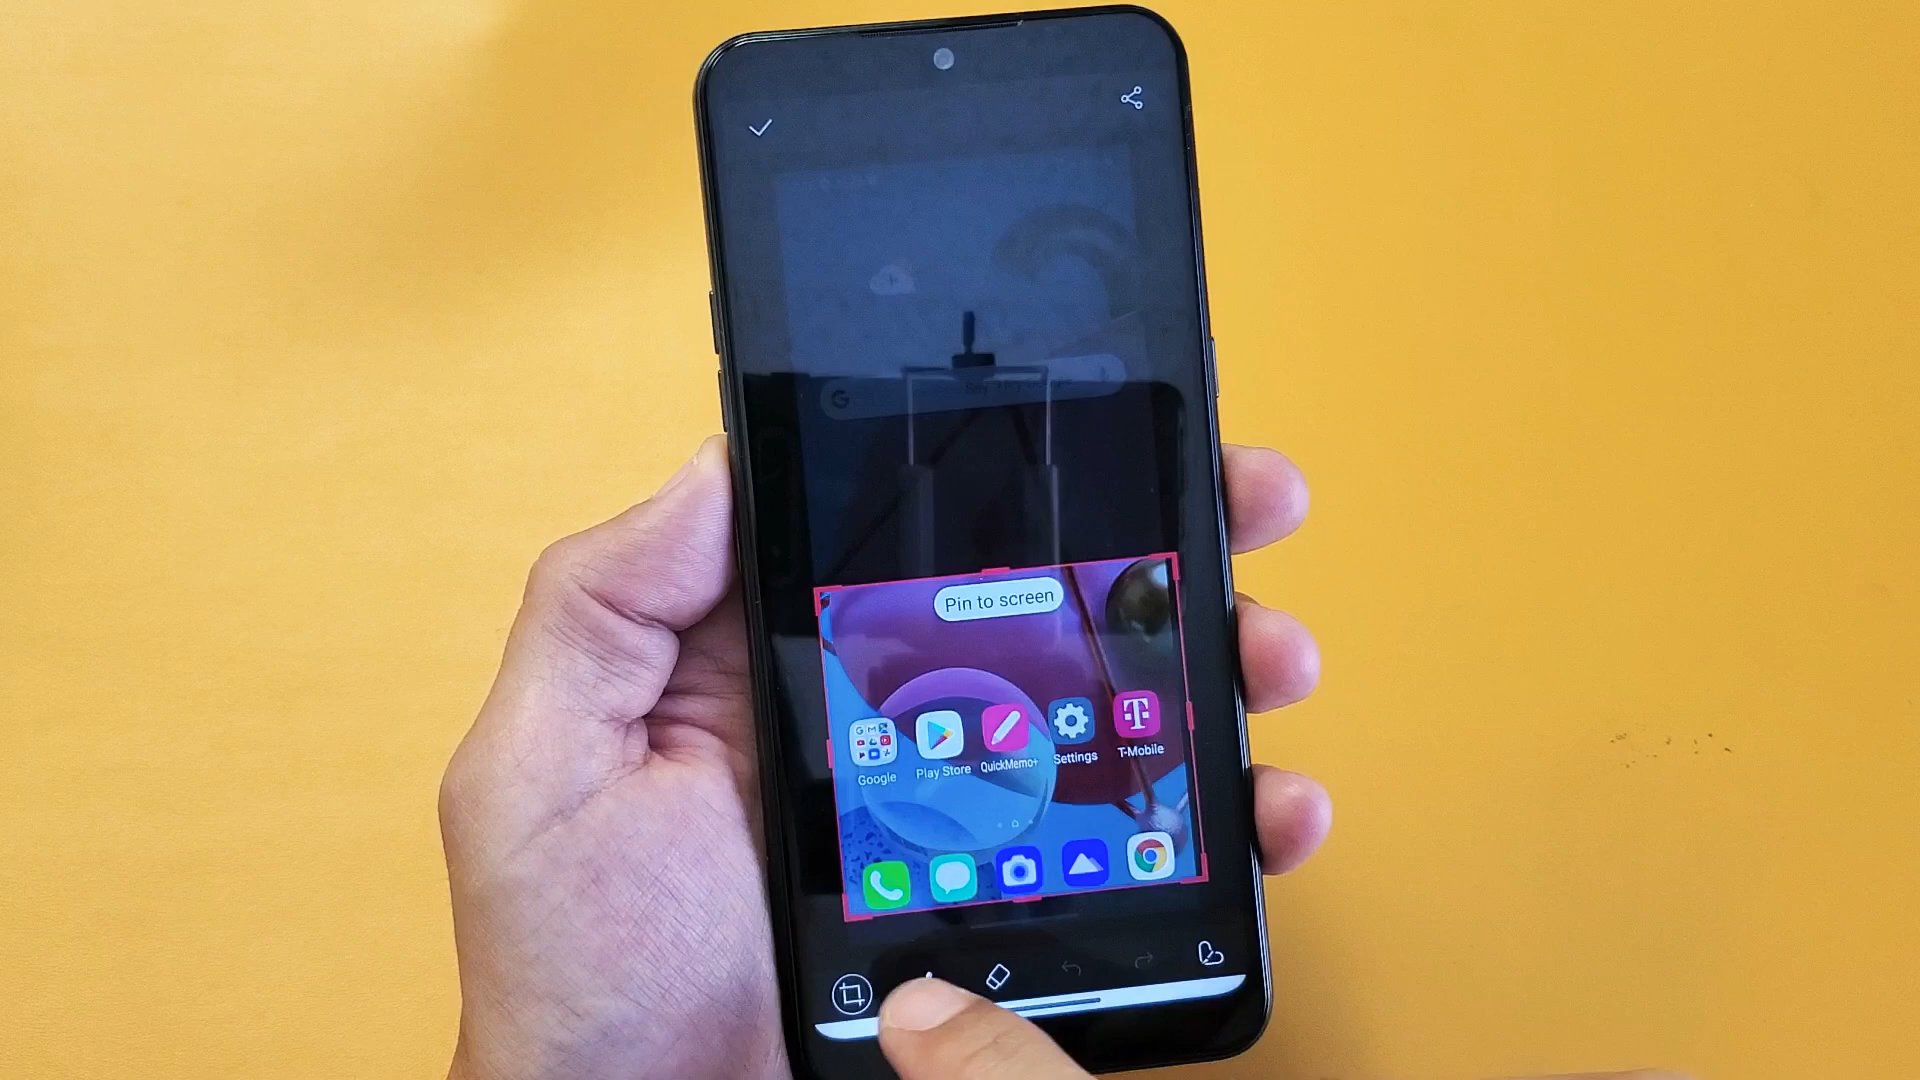 G
Pin to screen
Google
Play Store
QuickMemo+
Settings
T-Mobile